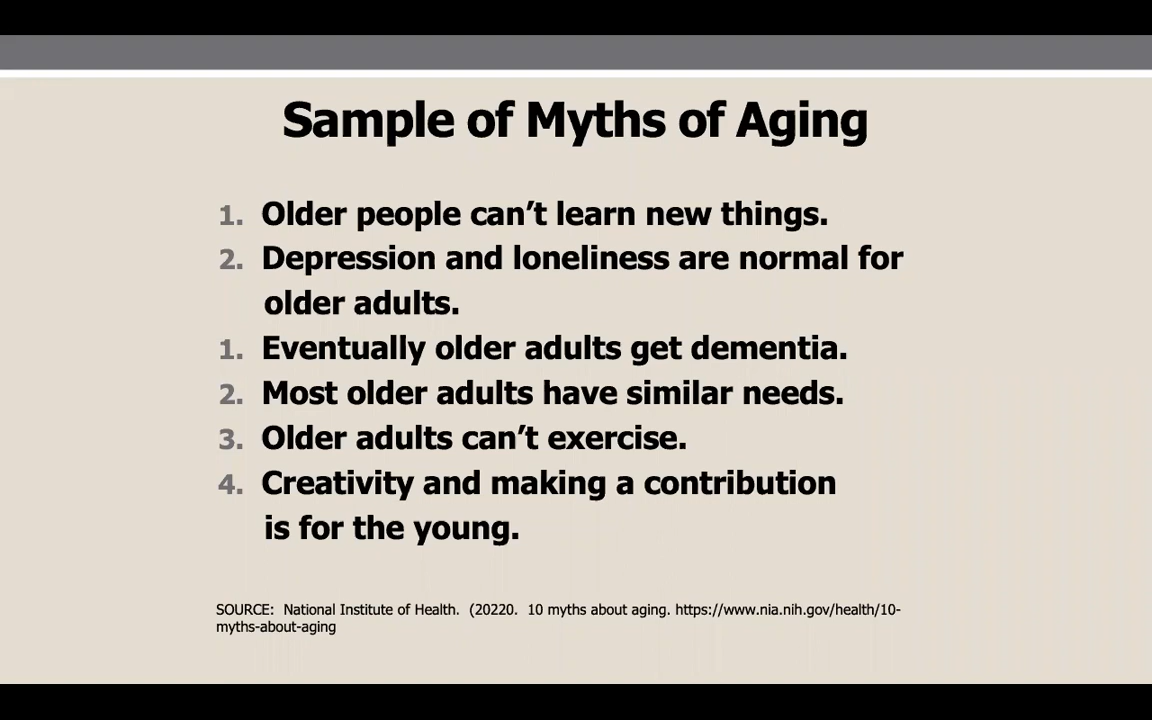 Sample of Myths of Aging
1. Older people can’t learn new things.
2. Depression and loneliness are normal for
older adults.
1. Eventually older adults get dementia.
2. Most older adults have similar needs.
3. Older adults can’t exercise.
4. Creativity and making a contribution
is for the young.
SOURCE: National Institute of Health. (20220. 10 myths about aging. https://www.nia.nih.gov/health/10-
myths-about-aging